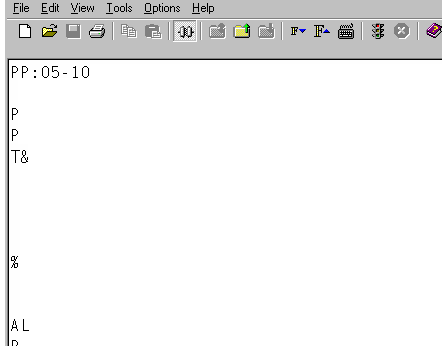 File Edit View Tools Options Help
PP:05-10
P
P
T&
%
AL